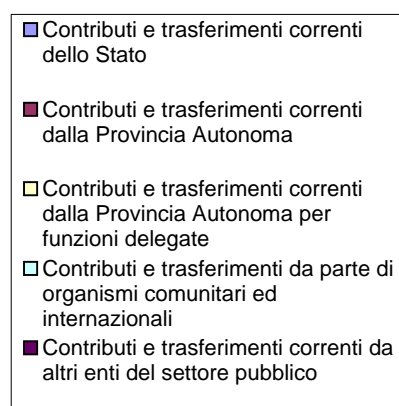 Contributi e trasferimenti correnti
dello Stato
Contributi e trasferimenti correnti
dalla Provincia Autonoma
Contributi e trasferimenti correnti
dalla Provincia Autonoma per
funzioni delegate
Contributi e trasferimenti da parte di
organismi comunitari ed
internazionali
Contributi e trasferimenti correnti da
altri enti del settore pubblico